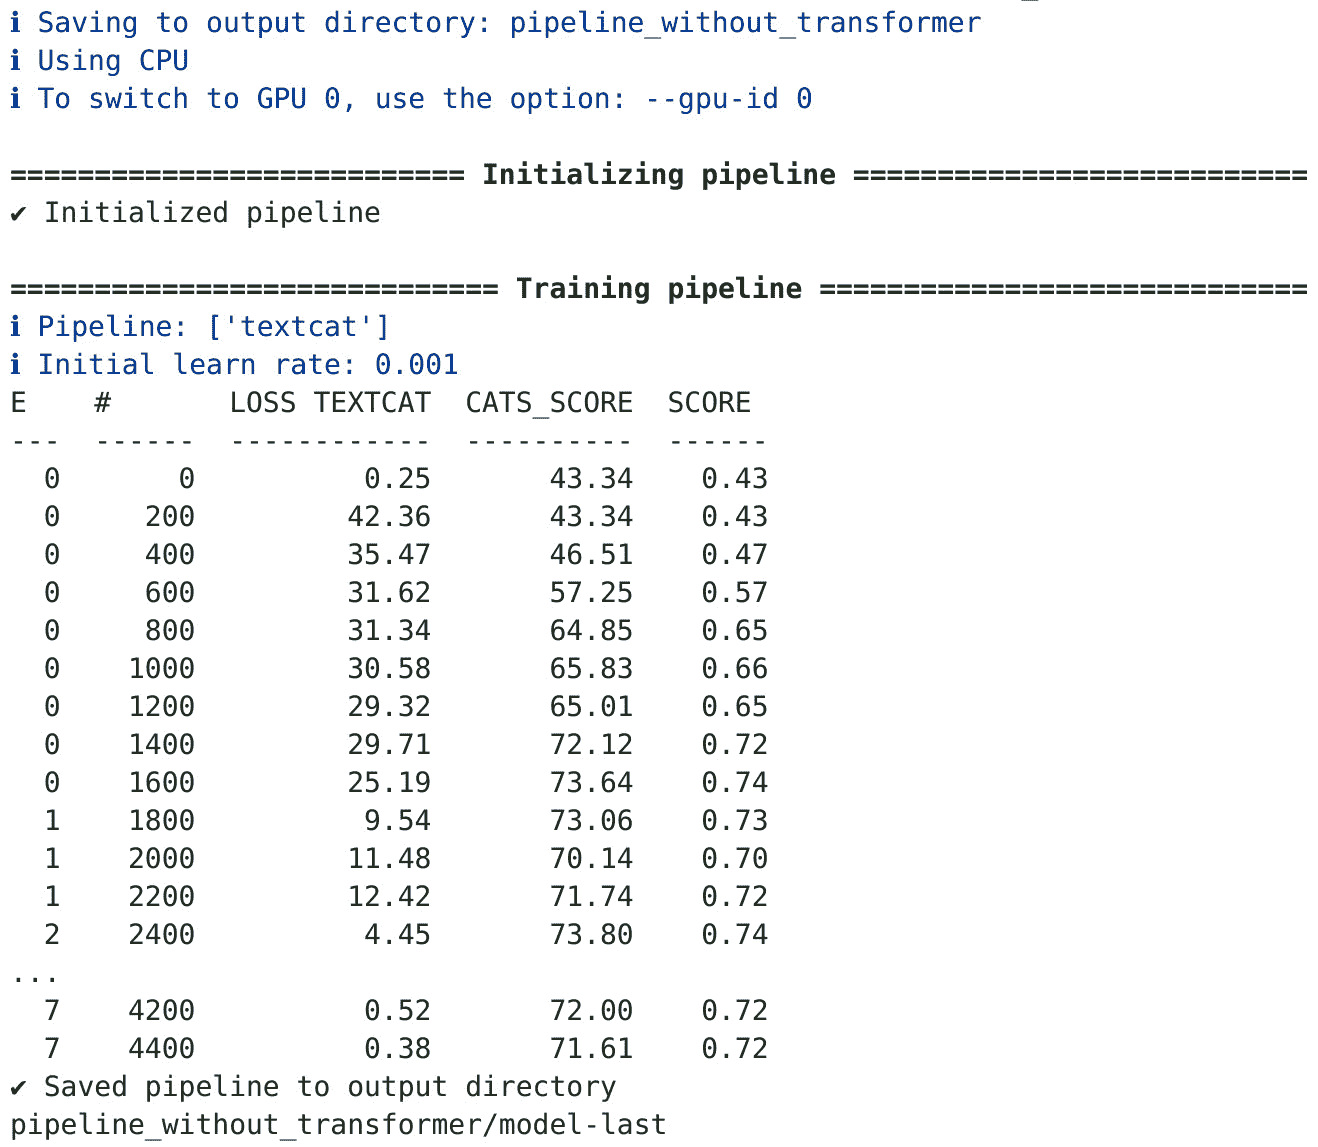 ℹ Saving to output directory: pipeline_without_transformer
ℹ Using CPU
ℹ To switch to GPU 0, use the option: --gpu-id 0
=========================== Initializing pipeline ===========================
✔ Initialized pipeline
============================= Training pipeline =============================
ℹ Pipeline: ['textcat']
ℹ Initial learn rate: 0.001
E    #       LOSS TEXTCAT  CATS_SCORE  SCORE
---  ------  ------------  ----------  ------
  0       0          0.25       43.34    0.43
  0     200         42.36       43.34    0.43
  0     400         35.47       46.51    0.47
  0     600         31.62       57.25    0.57
  0     800         31.34       64.85    0.65
  0    1000         30.58       65.83    0.66
  0    1200         29.32       65.01    0.65
  0    1400         29.71       72.12    0.72
  0    1600         25.19       73.64    0.74
  1    1800          9.54       73.06    0.73
  1    2000         11.48       70.14    0.70
  1    2200         12.42       71.74    0.72
  2    2400          4.45       73.80    0.74
...
  7    4200          0.52       72.00    0.72
  7    4400          0.38       71.61    0.72
✔ Saved pipeline to output directory
pipeline_without_transformer/model-last